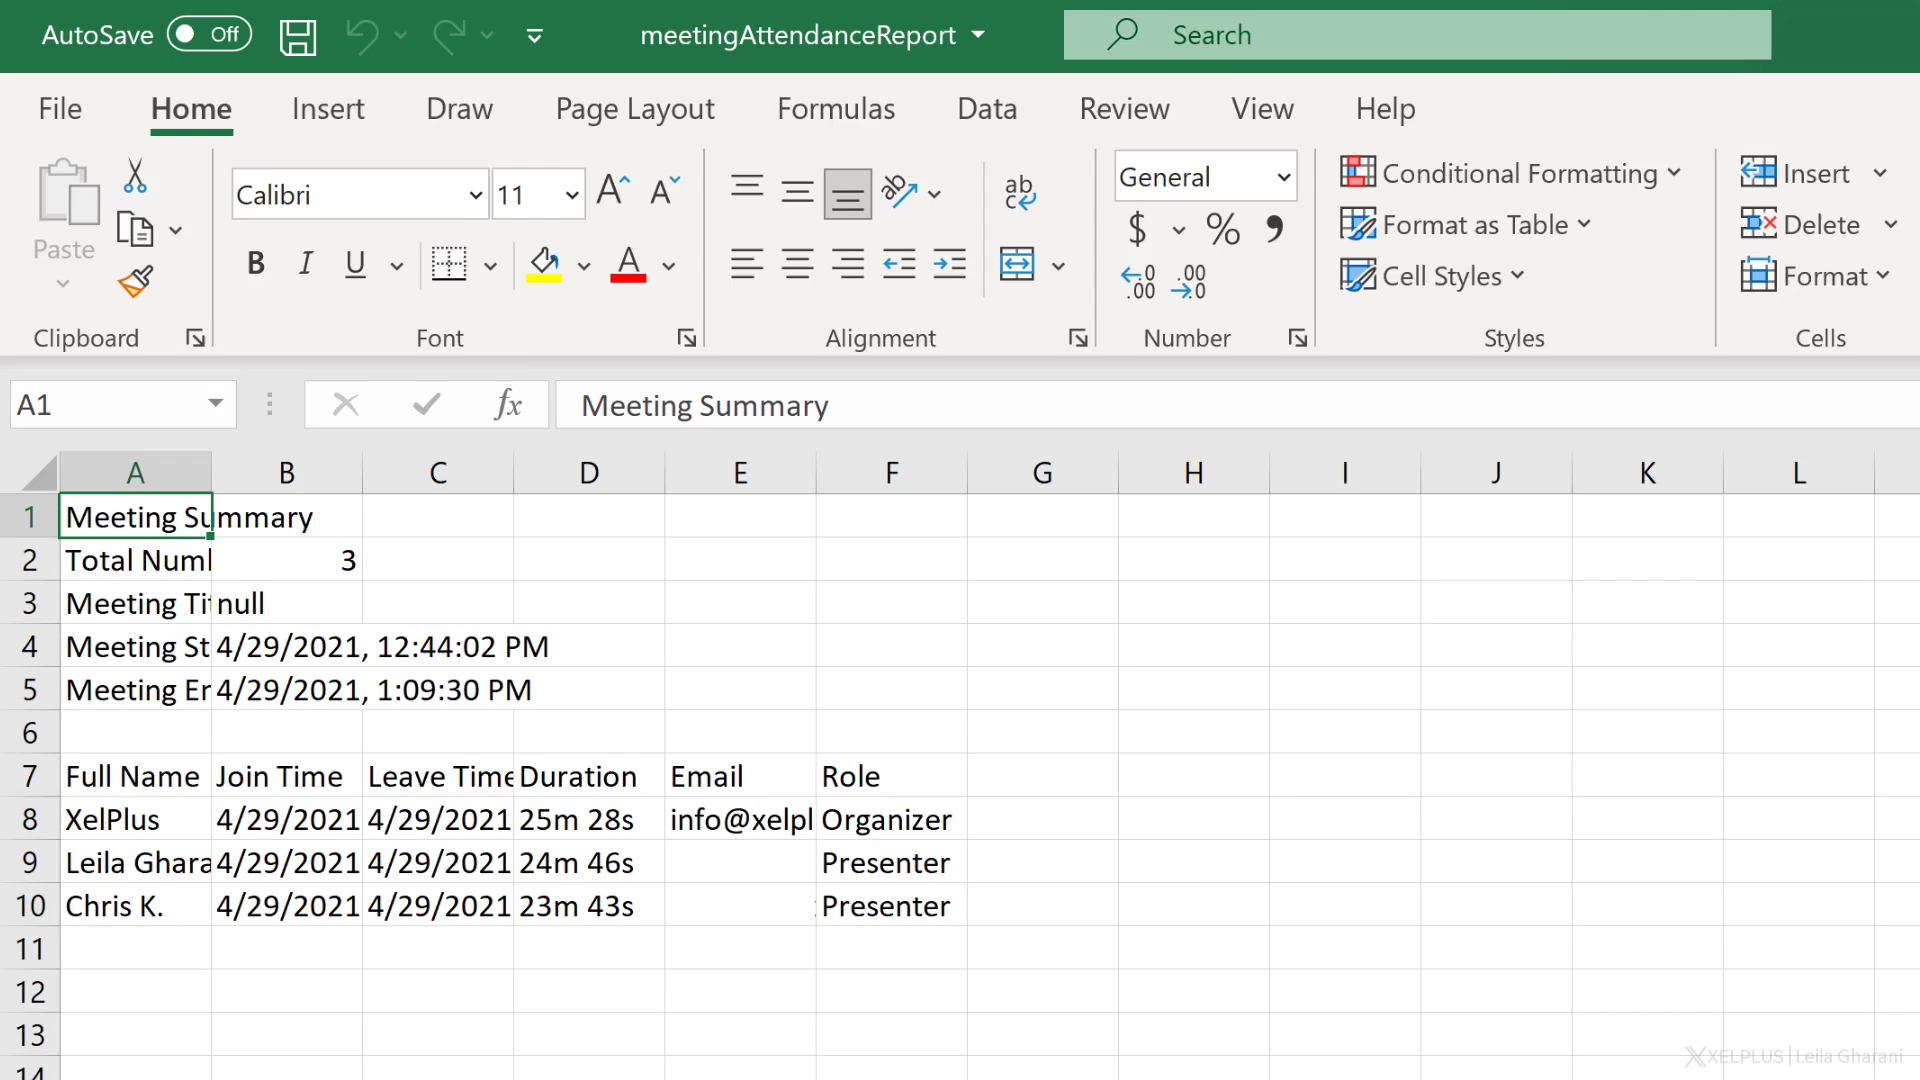 AutoSave Off meetingAttendanceReport Search
File Home Insert Draw Page Layout Formulas Data Review View Help
Calibri 11 General Conditional Formatting Insert
Paste B I U A $ % Format as Table Delete
Cell Styles Format
Clipboard Font Alignment Number Styles Cells
A1 fx Meeting Summary
A B C D E F G H I J K L
1 Meeting Summary
2 Total Num 3
3 Meeting Tit null
4 Meeting St 4/29/2021, 12:44:02 PM
5 Meeting En 4/29/2021, 1:09:30 PM
6
7 Full Name Join Time Leave Time Duration Email Role
8 XelPlus 4/29/2021 4/29/2021 25m 28s info@xelpl Organizer
9 Leila Ghara 4/29/2021 4/29/2021 24m 46s Presenter
10 Chris K. 4/29/2021 4/29/2021 23m 43s Presenter
11
12
13
14
XELPLUS | Leila Gharani